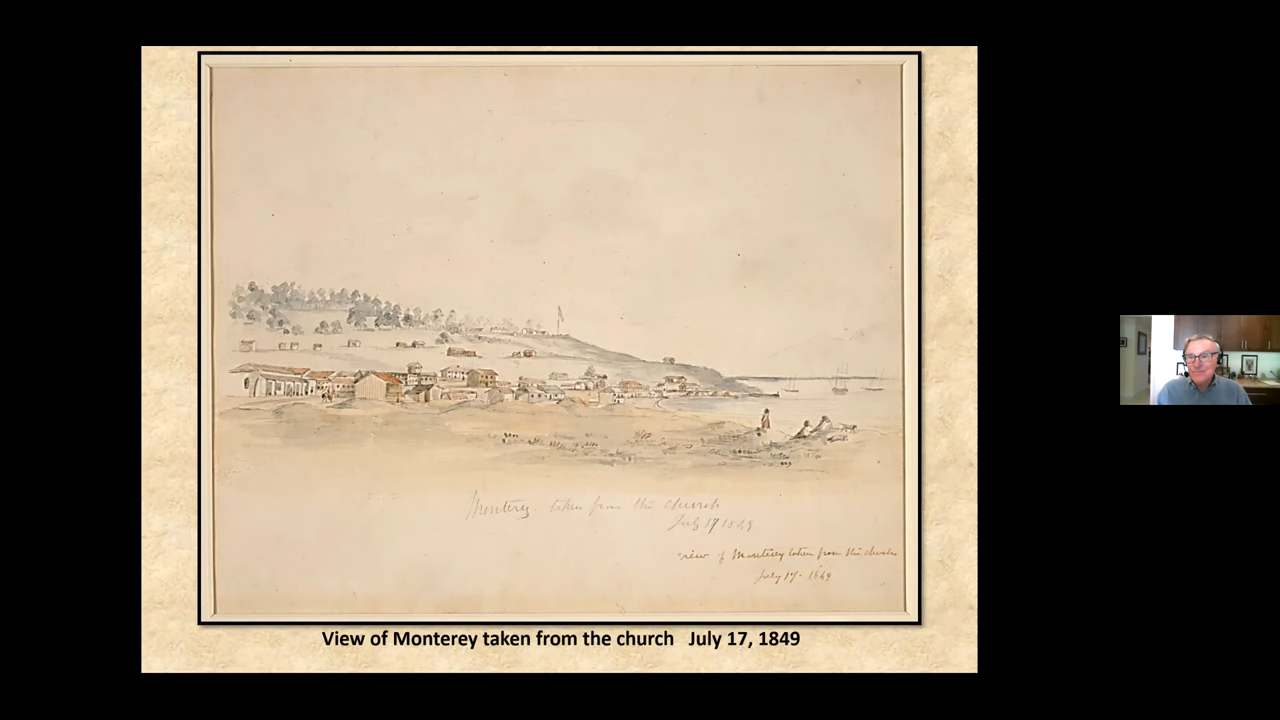 Monterey taken from the church
July 17 1849
view of Monterey taken from the church
July 17 - 1849
View of Monterey taken from the church July 17, 1849